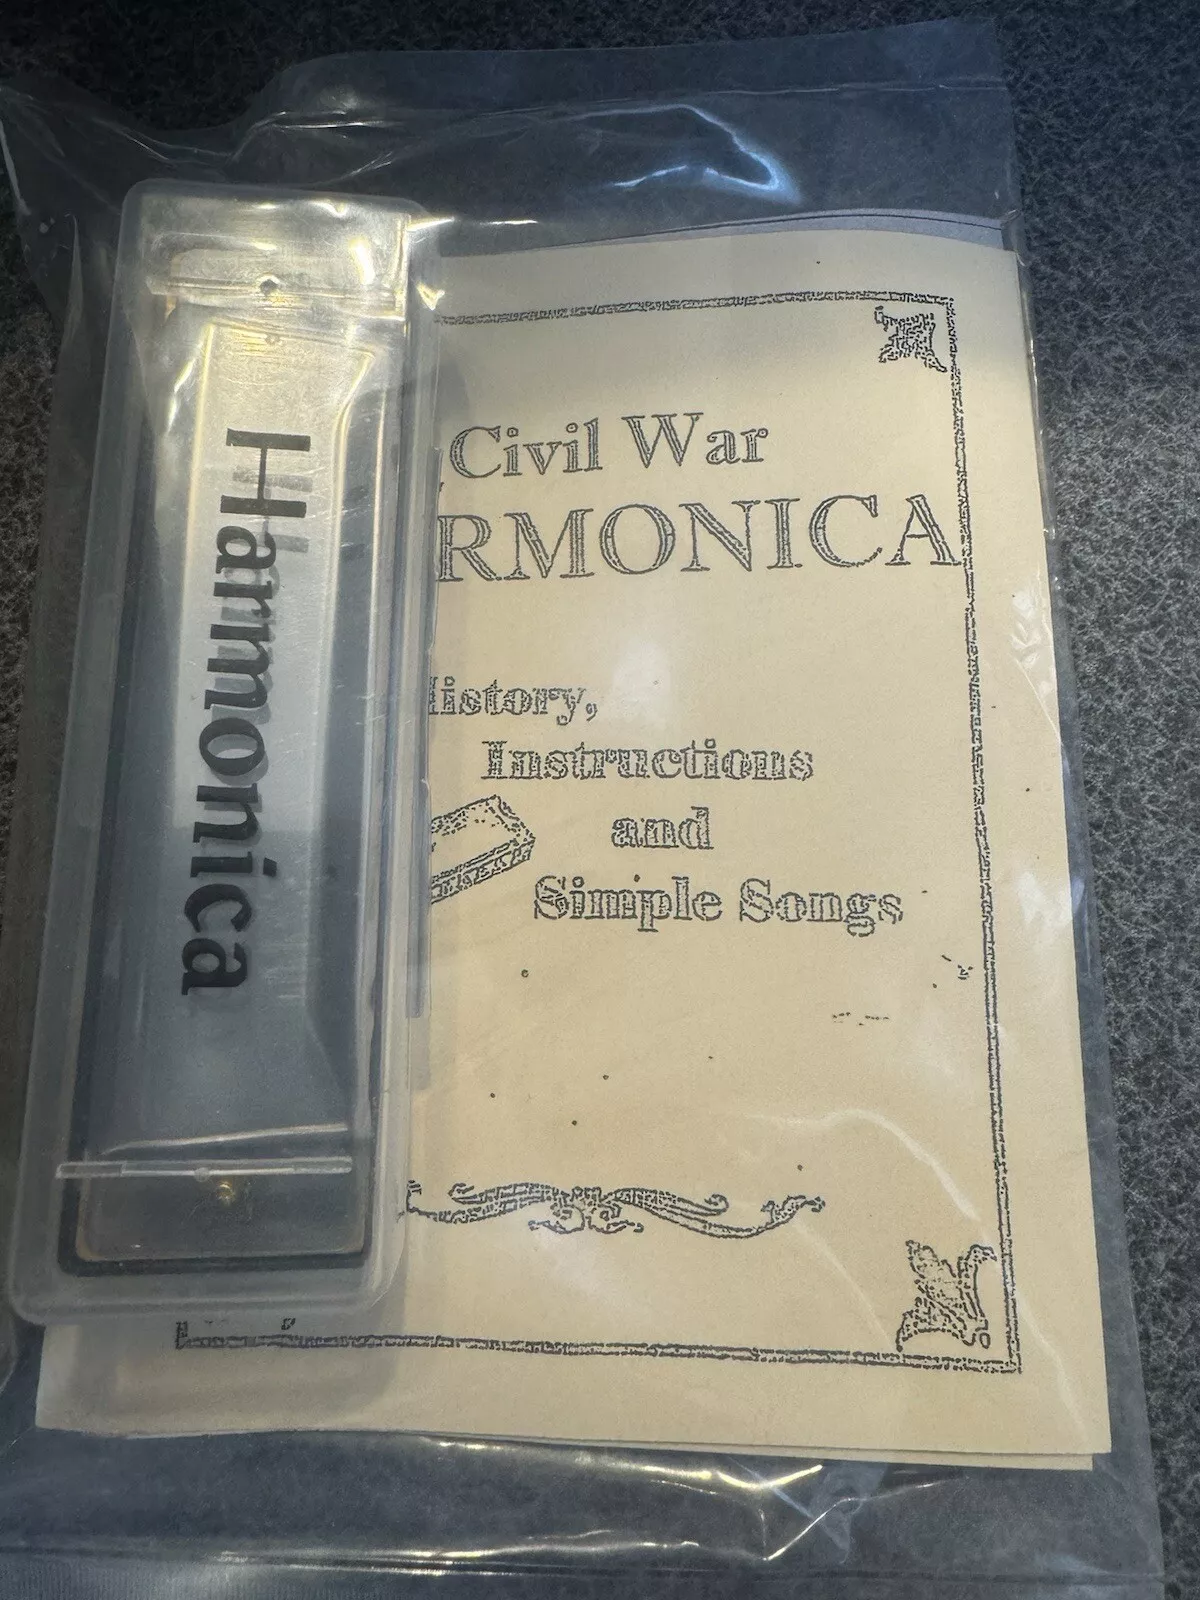 Harmonica
Civil War
RMONICA
istory,
Instructions
and
Simple Songs